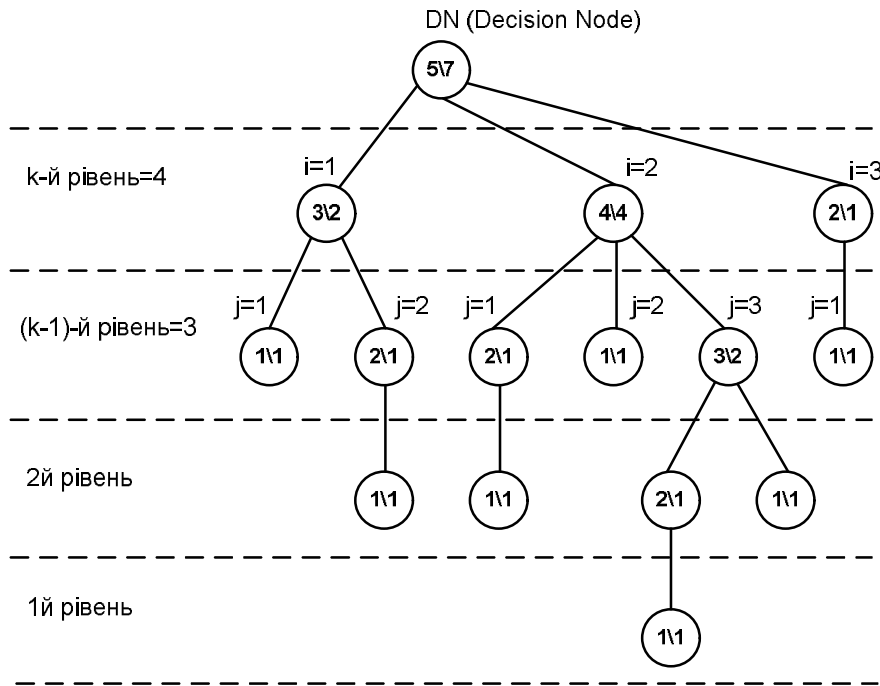 DN (Decision Node)
5\7
k-й рівень=4
i=1
i=2
i=3
3\2
4\4
2\1
(k-1)-й рівень=3
j=1
j=2
j=1
j=2
j=3
j=1
1\1
2\1
2\1
1\1
3\2
1\1
2й рівень
1\1
1\1
2\1
1\1
1й рівень
1\1